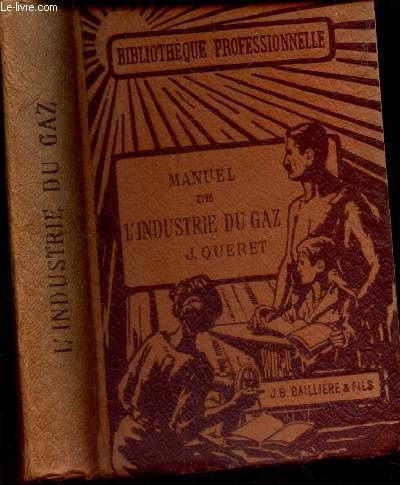 Le-livre.com
BIBLIOTHÈQUE PROFESSIONNELLE
MANUEL
DE
L'INDUSTRIE DU GAZ
J. QUERET
J.B. BAILLIÈRE & FILS
L'INDUSTRIE DU GAZ